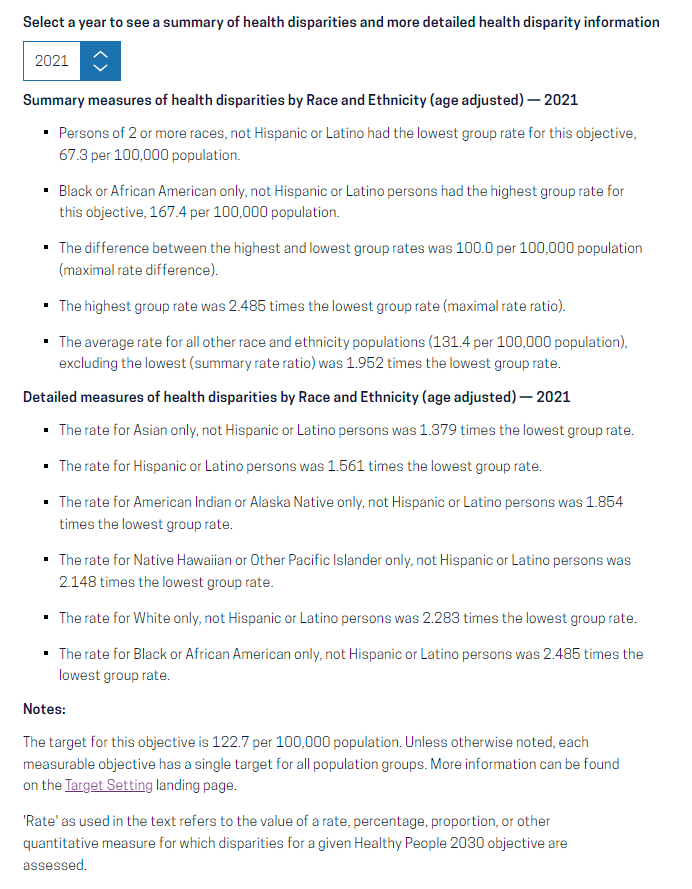 Select a year to see a summary of health disparities and more detailed health disparity information
2021
Summary measures of health disparities by Race and Ethnicity (age adjusted) — 2021
▪ Persons of 2 or more races, not Hispanic or Latino had the lowest group rate for this objective,
67.3 per 100,000 population.
▪ Black or African American only, not Hispanic or Latino persons had the highest group rate for
this objective, 167.4 per 100,000 population.
▪ The difference between the highest and lowest group rates was 100.0 per 100,000 population
(maximal rate difference).
▪ The highest group rate was 2.485 times the lowest group rate (maximal rate ratio).
▪ The average rate for all other race and ethnicity populations (131.4 per 100,000 population),
excluding the lowest (summary rate ratio) was 1.952 times the lowest group rate.
Detailed measures of health disparities by Race and Ethnicity (age adjusted) — 2021
▪ The rate for Asian only, not Hispanic or Latino persons was 1.379 times the lowest group rate.
▪ The rate for Hispanic or Latino persons was 1.561 times the lowest group rate.
▪ The rate for American Indian or Alaska Native only, not Hispanic or Latino persons was 1.854
times the lowest group rate.
▪ The rate for Native Hawaiian or Other Pacific Islander only, not Hispanic or Latino persons was
2.148 times the lowest group rate.
▪ The rate for White only, not Hispanic or Latino persons was 2.283 times the lowest group rate.
▪ The rate for Black or African American only, not Hispanic or Latino persons was 2.485 times the
lowest group rate.
Notes:
The target for this objective is 122.7 per 100,000 population. Unless otherwise noted, each
measurable objective has a single target for all population groups. More information can be found
on the Target Setting landing page.
'Rate' as used in the text refers to the value of a rate, percentage, proportion, or other
quantitative measure for which disparities for a given Healthy People 2030 objective are
assessed.